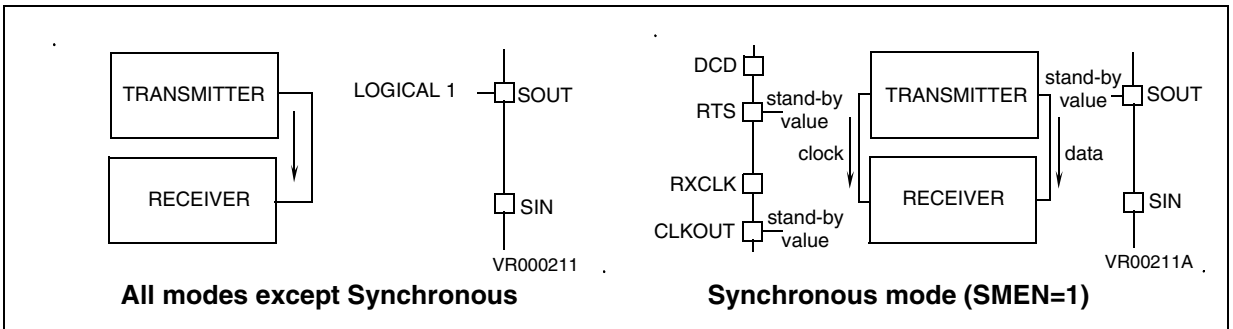 TRANSMITTER
LOGICAL 1
SOUT
RECEIVER
SIN
VR000211
All modes except Synchronous
DCD
RTS
stand-by
value
clock
RXCLK
CLKOUT
stand-by
value
TRANSMITTER
RECEIVER
data
stand-by
value
SOUT
SIN
VR00211A
Synchronous mode (SMEN=1)